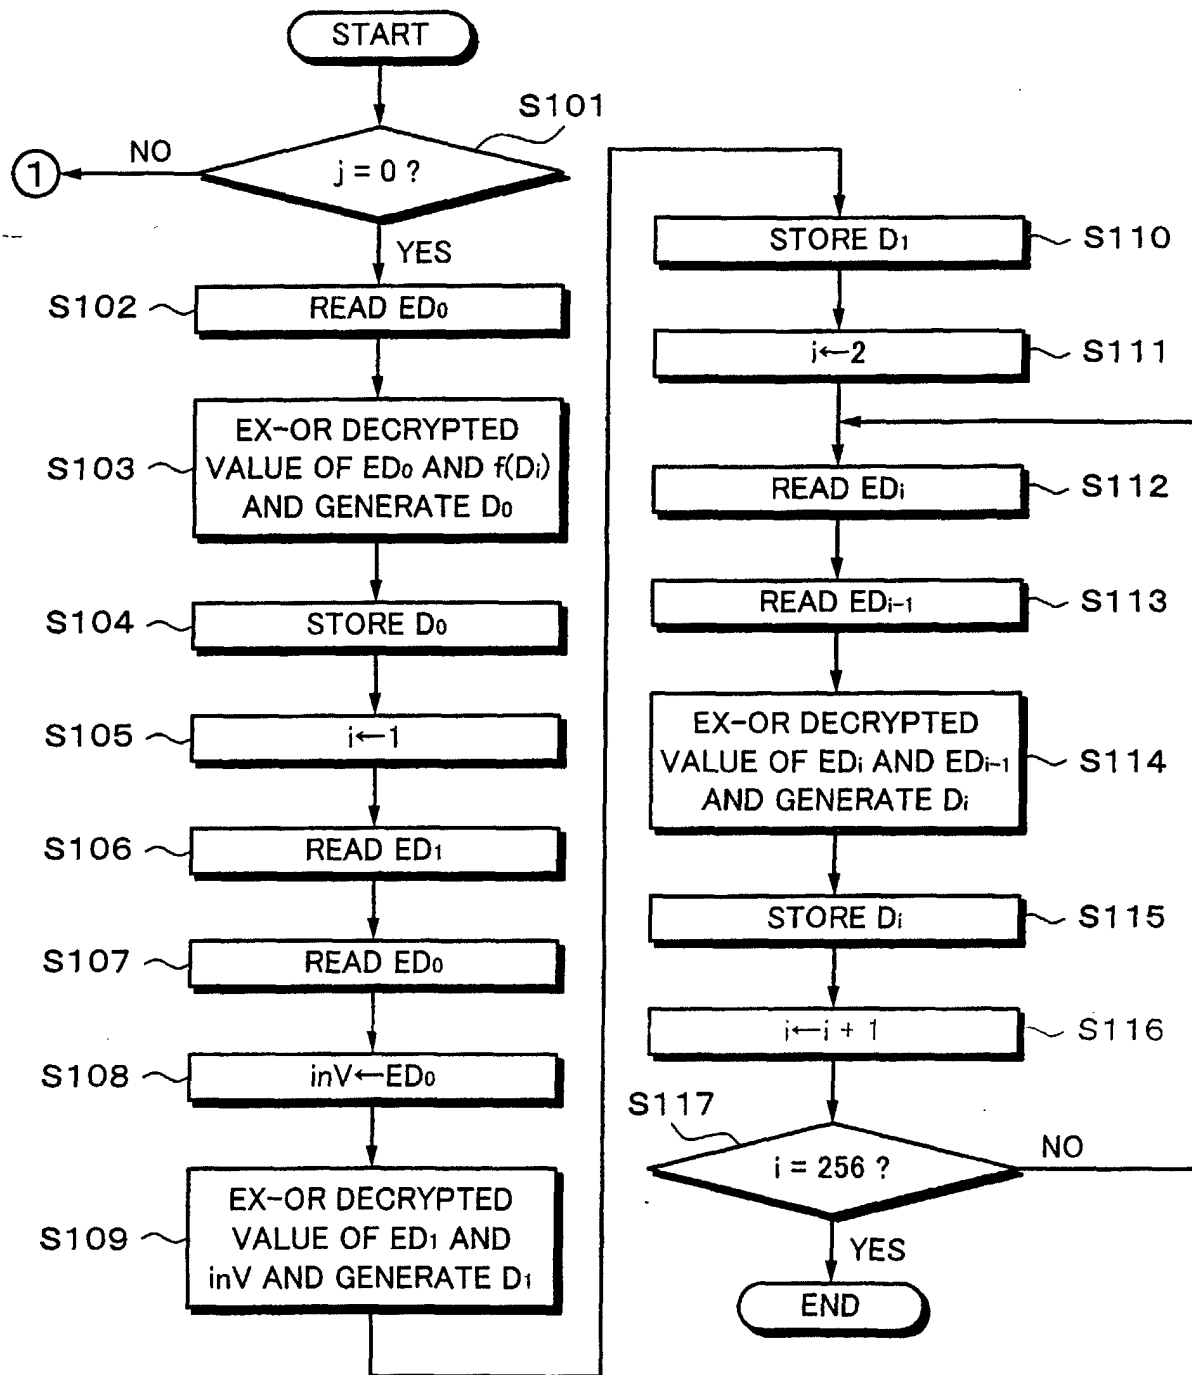 START
S101
j = 0 ?
NO
1
YES
S102
READ ED₀
S103
EX-OR DECRYPTED
VALUE OF ED₀ AND f(Dᵢ)
AND GENERATE D₀
S104
STORE D₀
S105
i←1
S106
READ ED₁
S107
READ ED₀
S108
inV←ED₀
S109
EX-OR DECRYPTED
VALUE OF ED₁ AND
inV AND GENERATE D₁
STORE D₁
S110
i←2
S111
READ EDᵢ
S112
READ EDᵢ₋₁
S113
EX-OR DECRYPTED
VALUE OF EDᵢ AND EDᵢ₋₁
AND GENERATE Dᵢ
S114
STORE Dᵢ
S115
i←i + 1
S116
S117
i = 256 ?
NO
YES
END